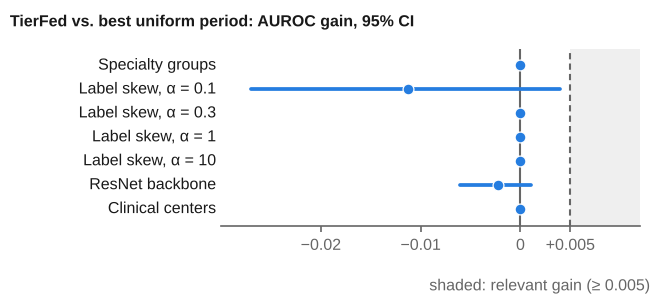 TierFed vs. best uniform period: AUROC gain, 95% CI
Specialty groups
Label skew, α = 0.1
Label skew, α = 0.3
Label skew, α = 1
Label skew, α = 10
ResNet backbone
Clinical centers
−0.02 −0.01 0 +0.005
shaded: relevant gain (≥ 0.005)